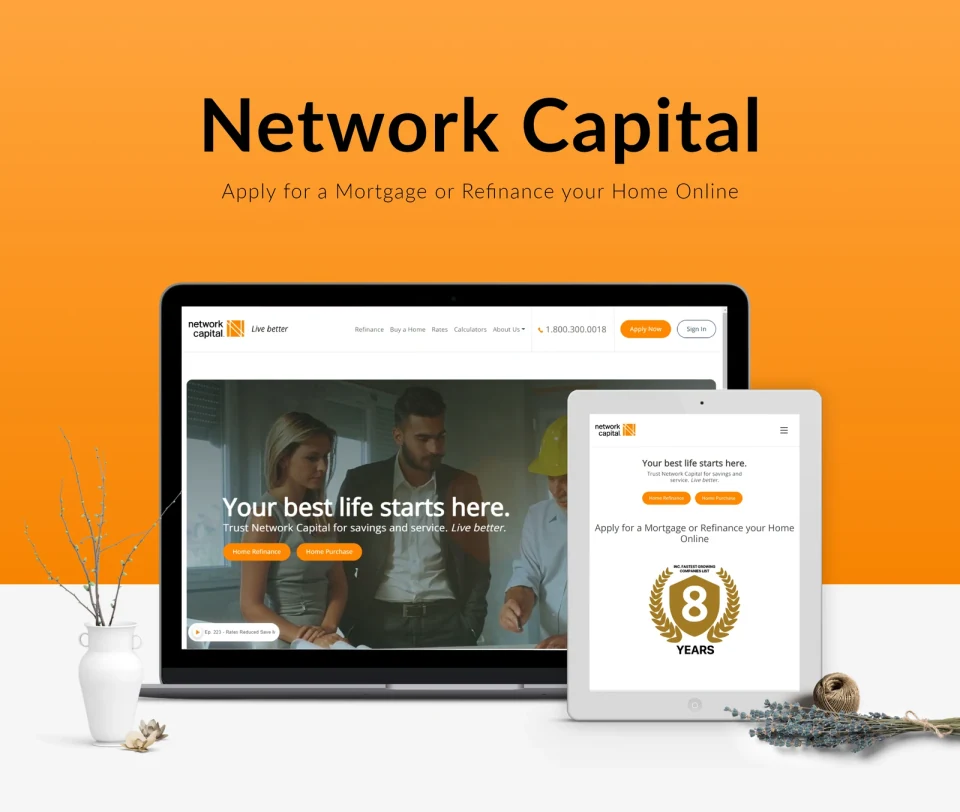 Network Capital
Apply for a Mortgage or Refinance your Home Online
network
capital
Live better
Refinance Buy a Home Rates Calculators About Us
1.800.300.0018
Apply Now
Sign In
Your best life starts here.
Trust Network Capital for savings and service. Live better.
Home Refinance
Home Purchase
Ep. 223 - Rates Reduced Save
network
capital
Your best life starts here.
Trust Network Capital for savings and
service. Live better.
Home Refinance
Home Purchase
Apply for a Mortgage or Refinance your Home
Online
INC. FASTEST GROWING
COMPANIES LIST
8
YEARS